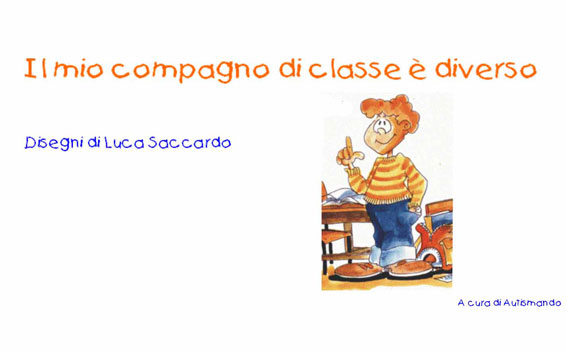 Il mio compagno di classe è diverso
Disegni di Luca Saccardo
A cura di Autismando